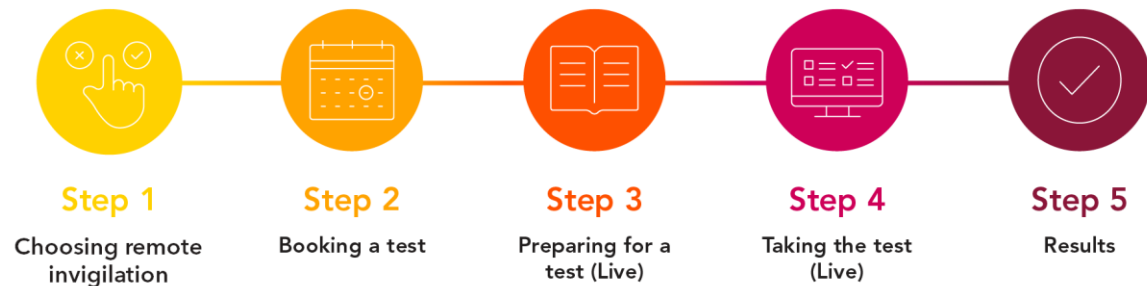 Step 1
Choosing remote
invigilation
Step 2
Booking a test
Step 3
Preparing for a
test (Live)
Step 4
Taking the test
(Live)
Step 5
Results